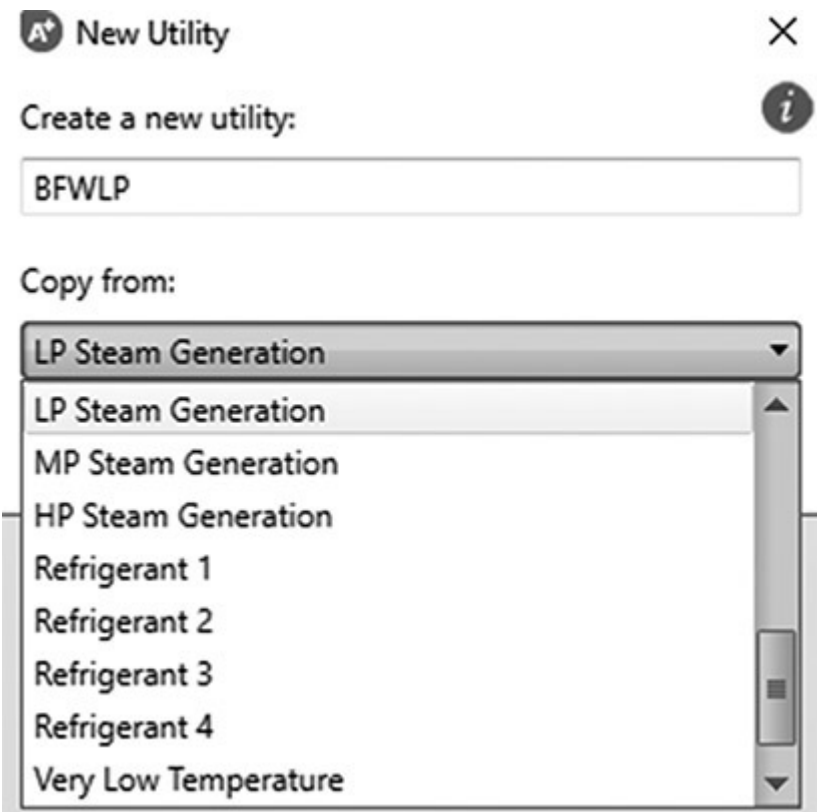 A+ New Utility
Create a new utility:
BFWLP
Copy from:
LP Steam Generation
LP Steam Generation
MP Steam Generation
HP Steam Generation
Refrigerant 1
Refrigerant 2
Refrigerant 3
Refrigerant 4
Very Low Temperature